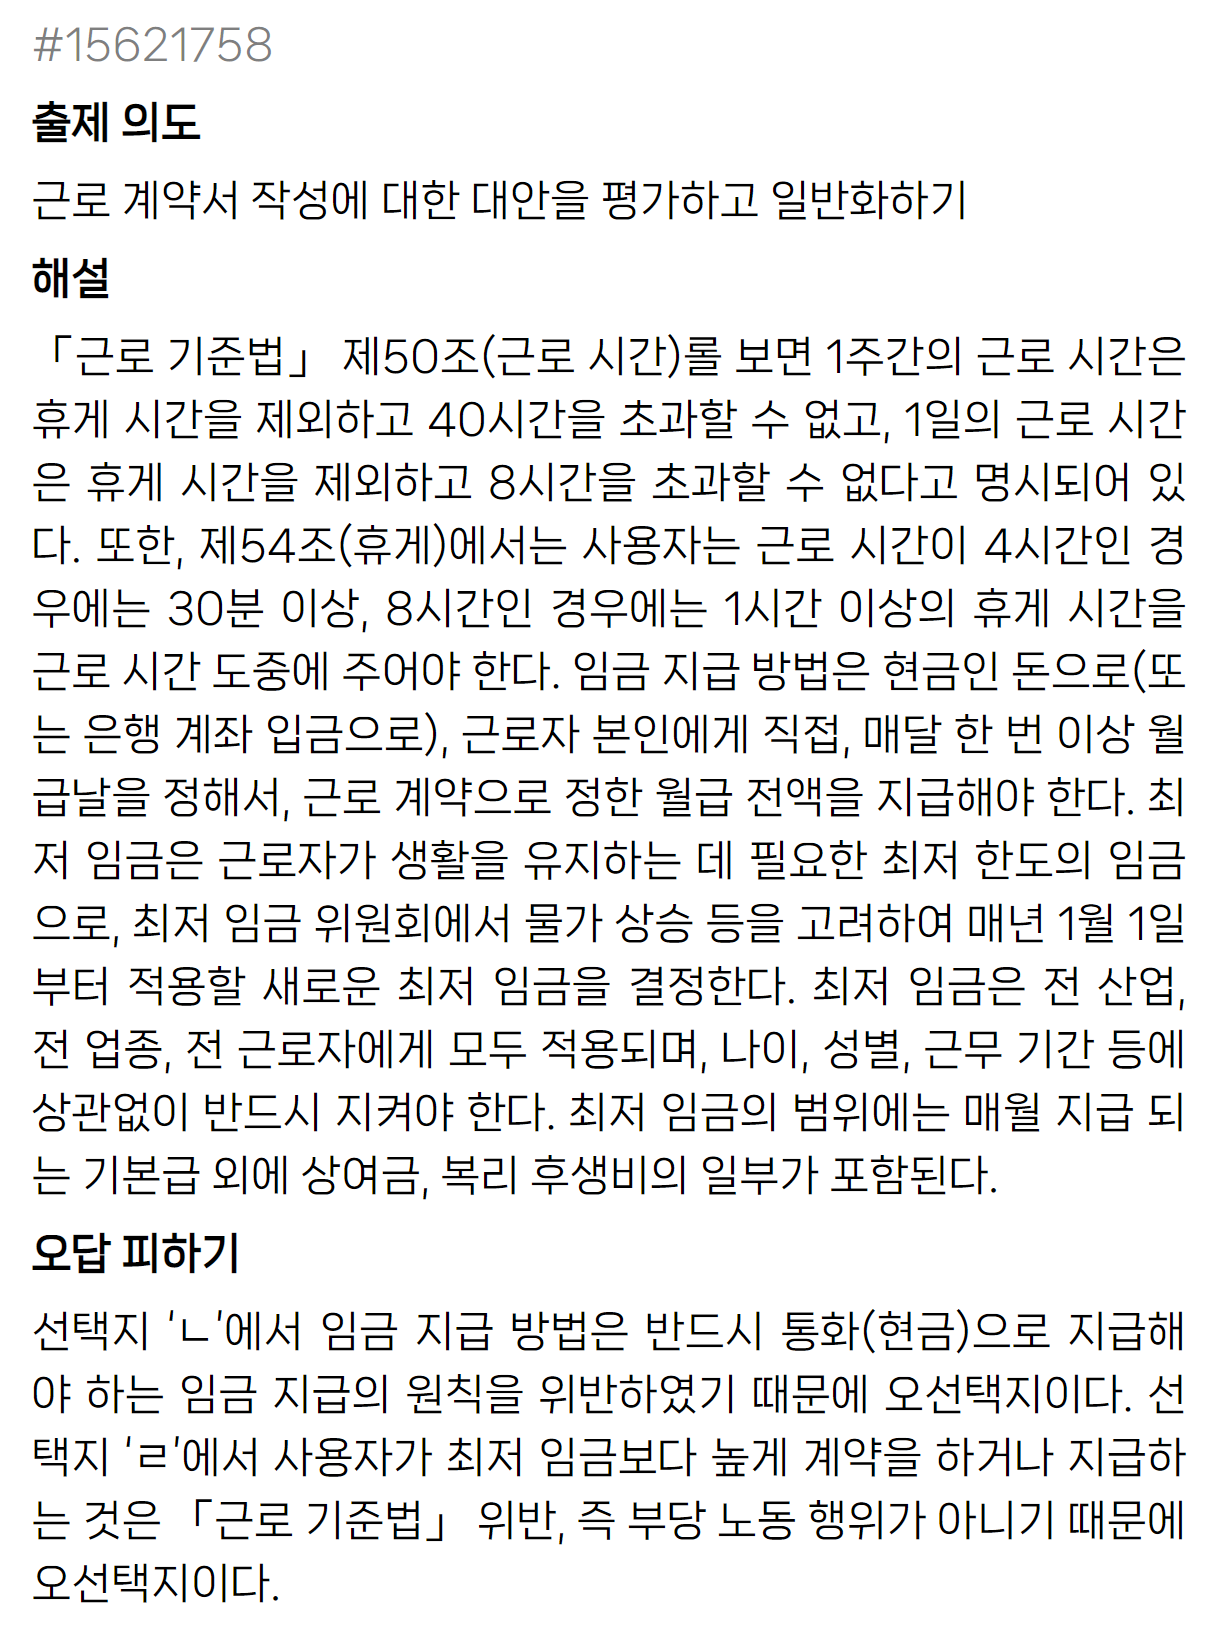 #15621758
출제 의도
근로 계약서 작성에 대한 대안을 평가하고 일반화하기
해설
「근로 기준법」 제50조(근로 시간)롤 보면 1주간의 근로 시간은
휴게 시간을 제외하고 40시간을 초과할 수 없고, 1일의 근로 시간
은 휴게 시간을 제외하고 8시간을 초과할 수 없다고 명시되어 있
다. 또한, 제54조(휴게)에서는 사용자는 근로 시간이 4시간인 경
우에는 30분 이상, 8시간인 경우에는 1시간 이상의 휴게 시간을
근로 시간 도중에 주어야 한다. 임금 지급 방법은 현금인 돈으로(또
는 은행 계좌 입금으로), 근로자 본인에게 직접, 매달 한 번 이상 월
급날을 정해서, 근로 계약으로 정한 월급 전액을 지급해야 한다. 최
저 임금은 근로자가 생활을 유지하는 데 필요한 최저 한도의 임금
으로, 최저 임금 위원회에서 물가 상승 등을 고려하여 매년 1월 1일
부터 적용할 새로운 최저 임금을 결정한다. 최저 임금은 전 산업,
전 업종, 전 근로자에게 모두 적용되며, 나이, 성별, 근무 기간 등에
상관없이 반드시 지켜야 한다. 최저 임금의 범위에는 매월 지급 되
는 기본급 외에 상여금, 복리 후생비의 일부가 포함된다.
오답 피하기
선택지 ‘ㄴ’에서 임금 지급 방법은 반드시 통화(현금)으로 지급해
야 하는 임금 지급의 원칙을 위반하였기 때문에 오선택지이다. 선
택지 ‘ㄹ’에서 사용자가 최저 임금보다 높게 계약을 하거나 지급하
는 것은 「근로 기준법」 위반, 즉 부당 노동 행위가 아니기 때문에
오선택지이다.